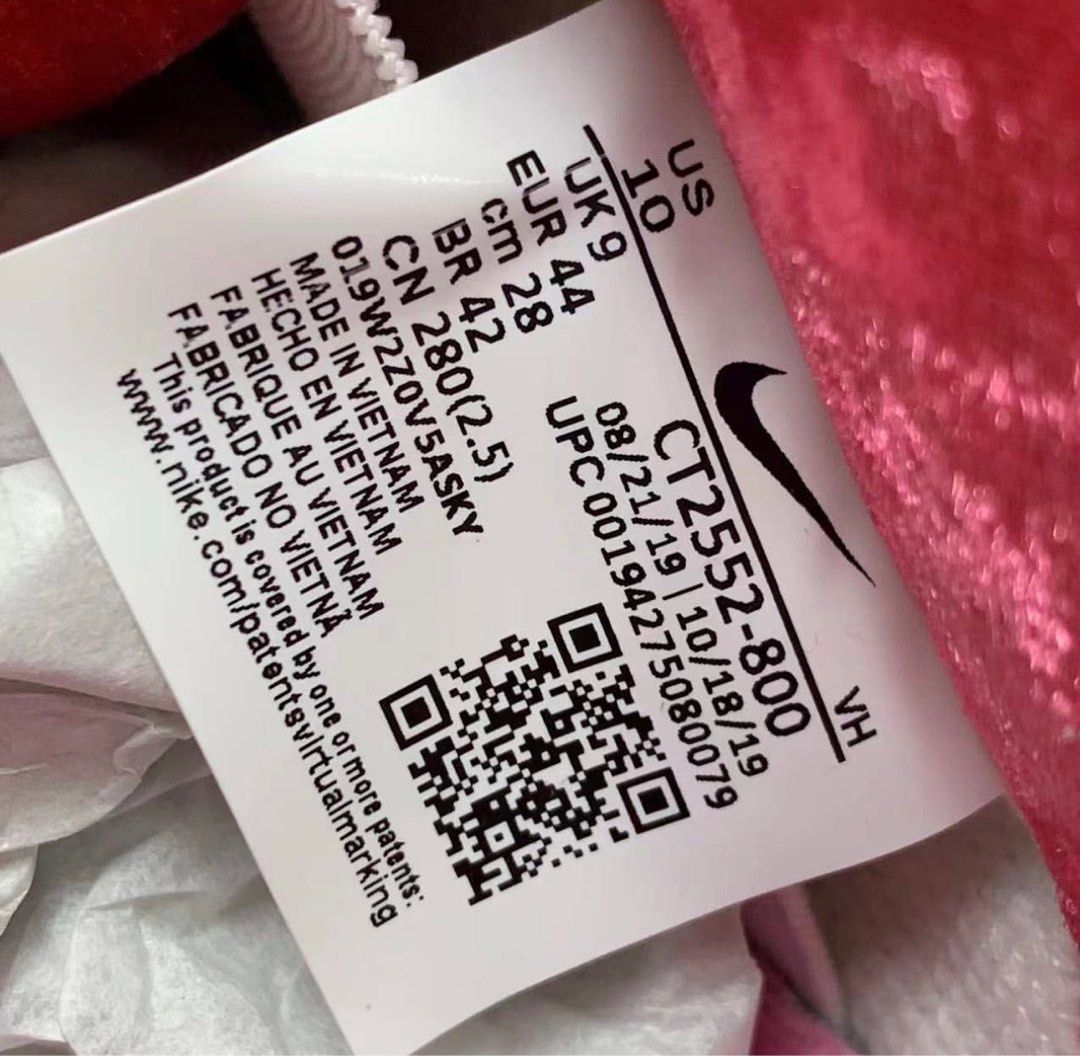 US
10
VH
UK 9
EUR 44
cm 28
BR 42
CN 280(2.5)
CT2552-800
08/21/19 | 10/18/19
UPC 00194275080079
019W2Z0V5ASKY
MADE IN VIETNAM
HECHO EN VIETNAM
FABRIQUE AU VIETNAM
FABRICADO NO VIETNÃ
This product is covered by one or more patents:
www.nike.com/patentsvirtualmarking